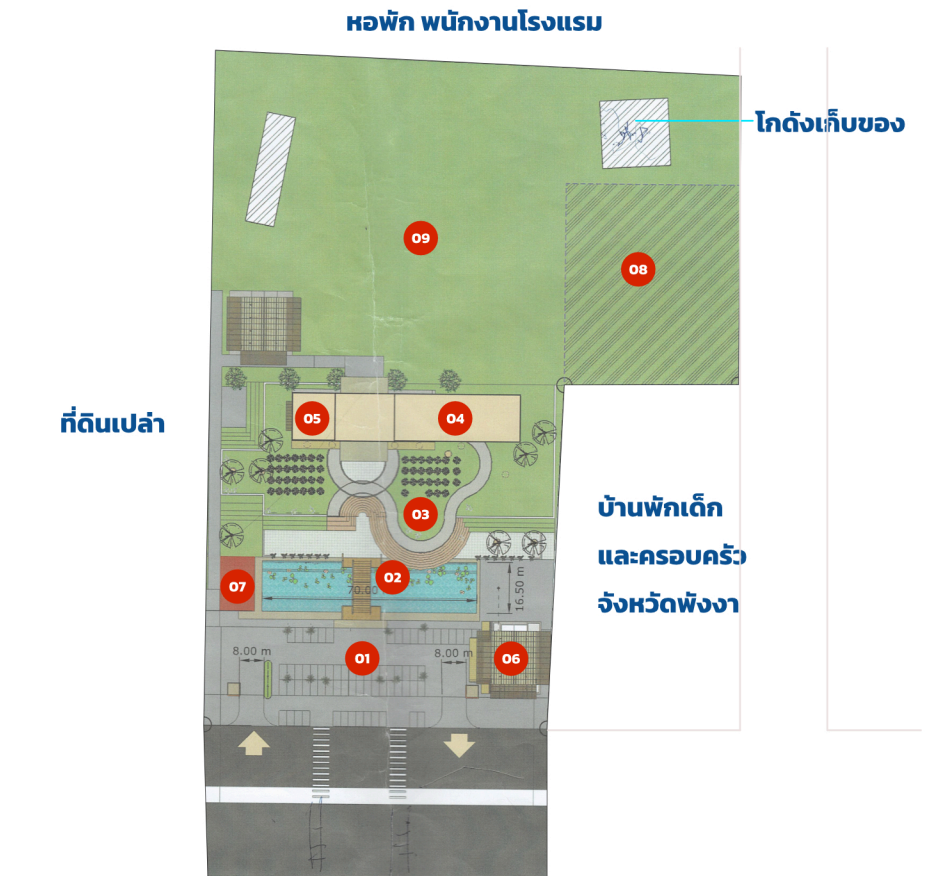 หอพัก พนักงานโรงแรม
โกดังเก็บของ
09
08
ที่ดินเปล่า
05
04
03
บ้านพักเด็ก
และครอบครัว
จังหวัดพังงา
02
07
70.00
16.50 m
8.00 m
01
8.00 m
06